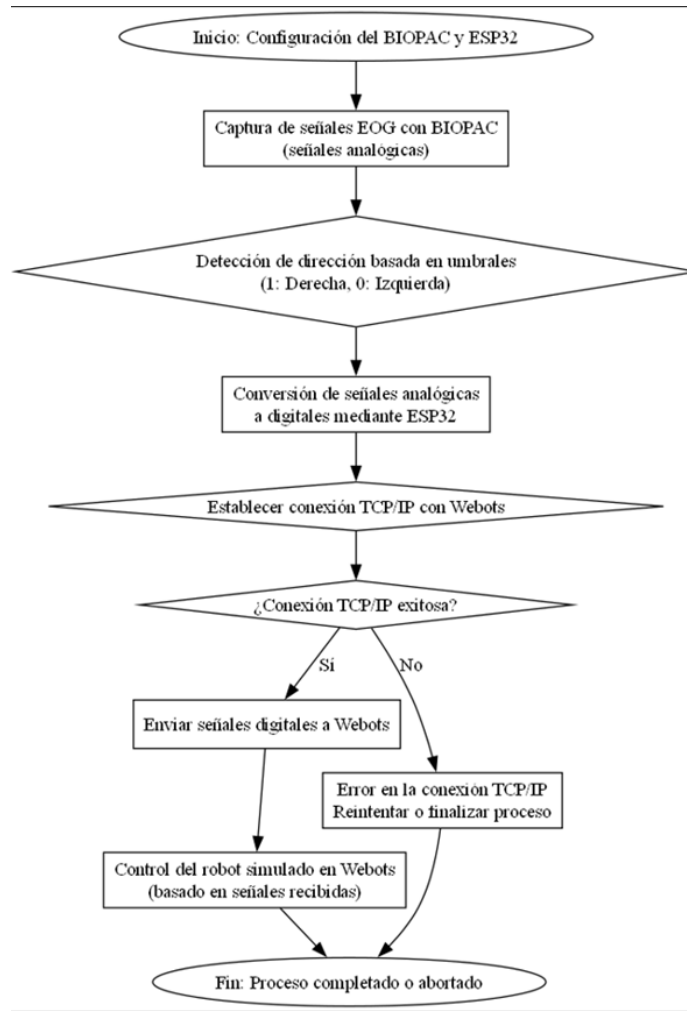 Inicio: Configuración del BIOPAC y ESP32
Captura de señales EOG con BIOPAC
(señales analógicas)
Detección de dirección basada en umbrales
(1: Derecha, 0: Izquierda)
Conversión de señales analógicas
a digitales mediante ESP32
Establecer conexión TCP/IP con Webots
¿Conexión TCP/IP exitosa?
Sí
No
Enviar señales digitales a Webots
Error en la conexión TCP/IP
Reintentar o finalizar proceso
Control del robot simulado en Webots
(basado en señales recibidas)
Fin: Proceso completado o abortado